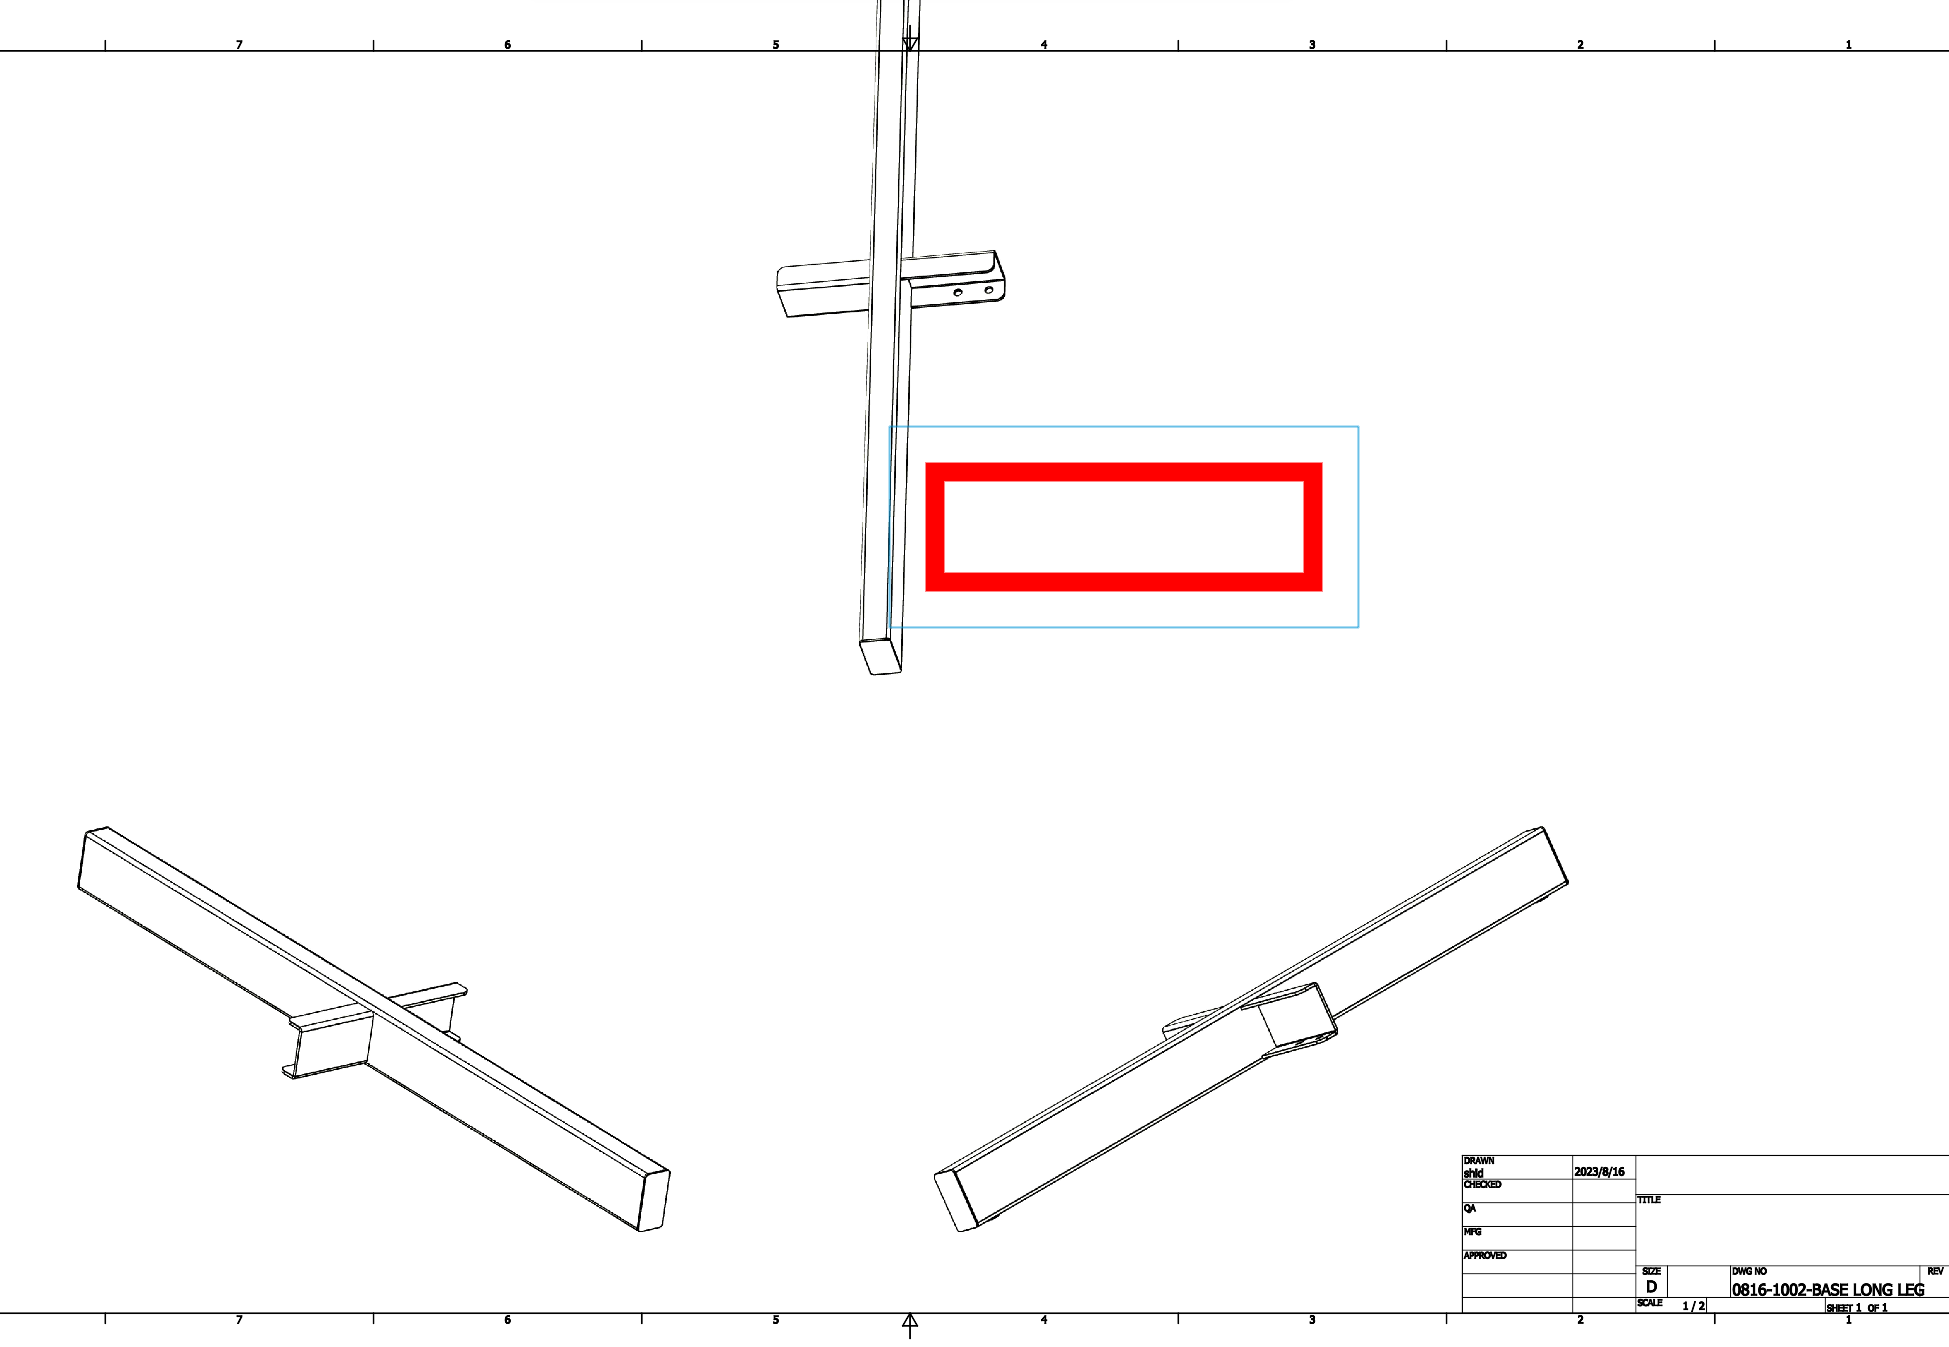 7 6 5 4 3 2 1
DRAWN
shid 2023/8/16
CHECKED
TITLE
QA
MFG
APPROVED
SIZE DWG NO REV
D 0816-1002-BASE LONG LEG
SCALE 1 / 2 SHEET 1 OF 1
7 6 5 4 3 2 1